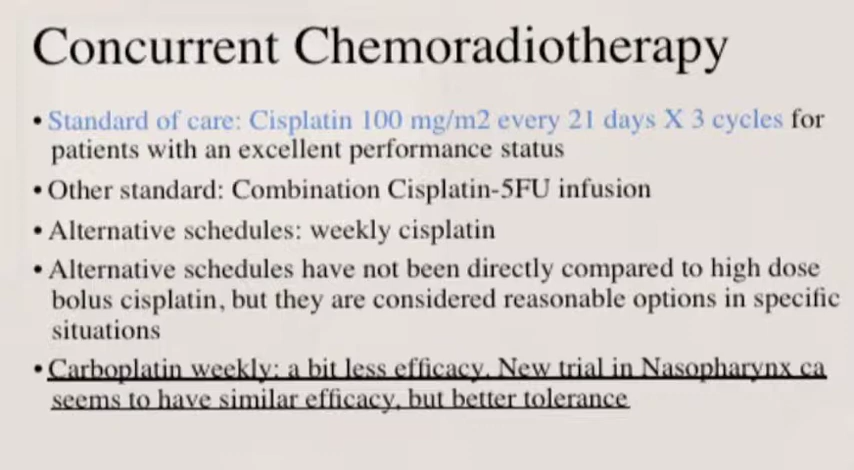 Concurrent Chemoradiotherapy
• Standard of care: Cisplatin 100 mg/m2 every 21 days X 3 cycles for
patients with an excellent performance status
• Other standard: Combination Cisplatin-5FU infusion
• Alternative schedules: weekly cisplatin
• Alternative schedules have not been directly compared to high dose
bolus cisplatin, but they are considered reasonable options in specific
situations
• Carboplatin weekly: a bit less efficacy. New trial in Nasopharynx ca
seems to have similar efficacy, but better tolerance